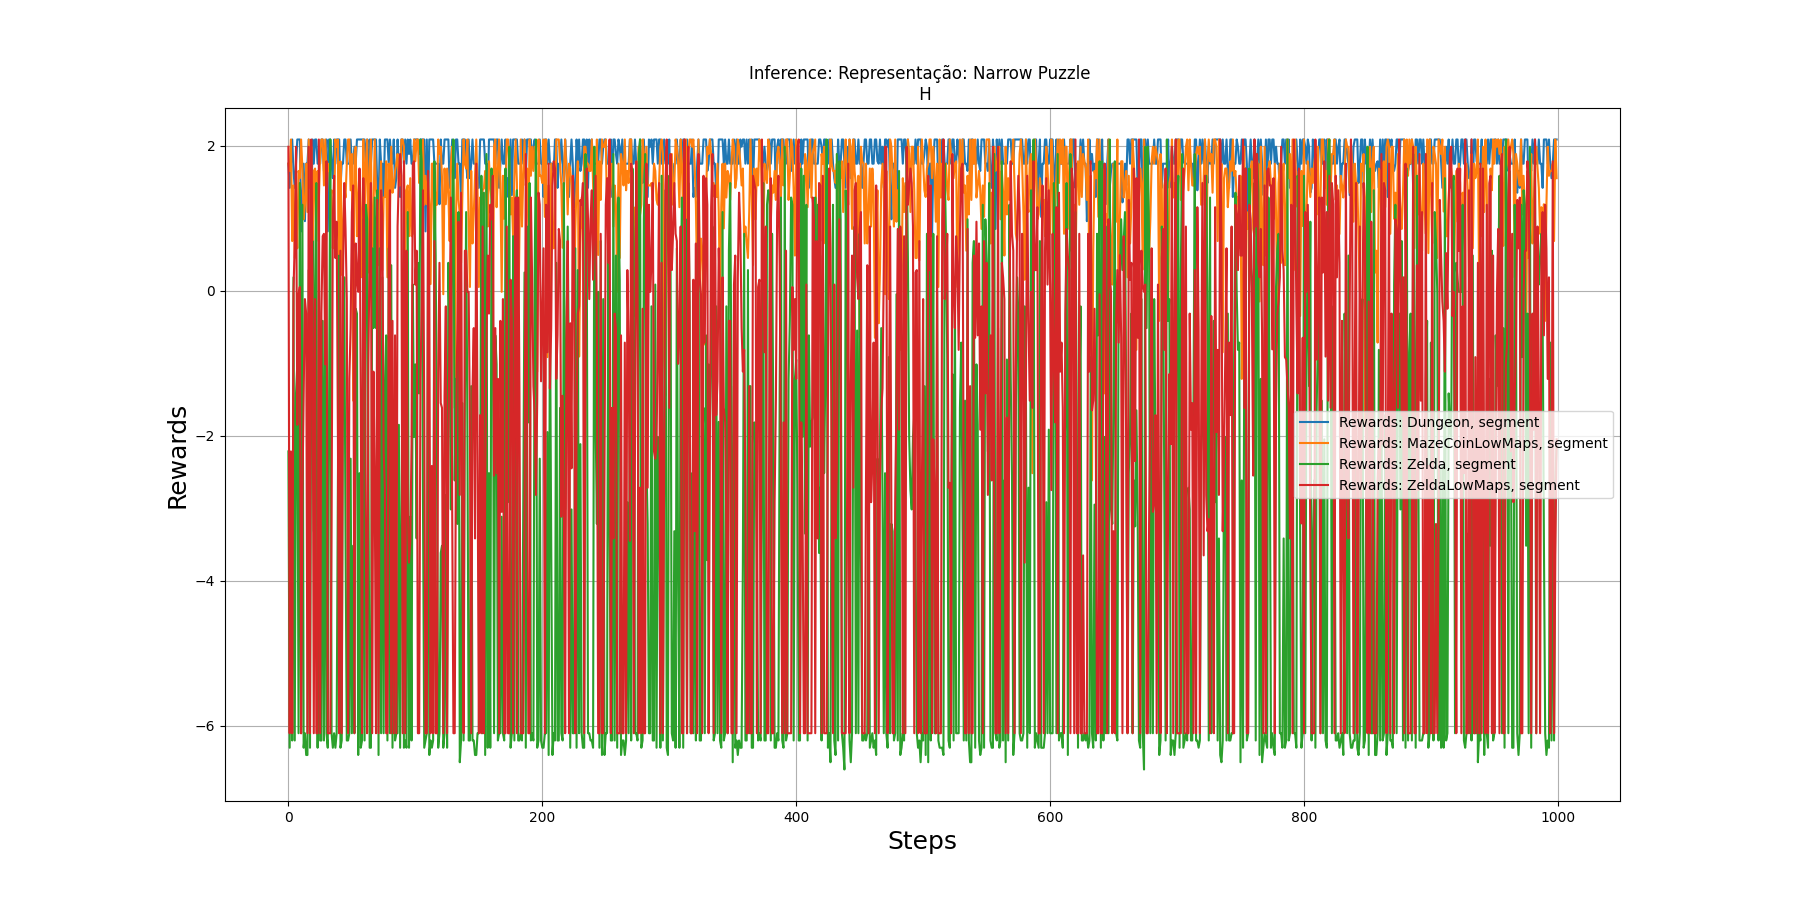 Inference: Representação: Narrow Puzzle
H
Rewards
2
0
−2
−4
−6
Rewards: Dungeon, segment
Rewards: MazeCoinLowMaps, segment
Rewards: Zelda, segment
Rewards: ZeldaLowMaps, segment
0 200 400 600 800 1000
Steps